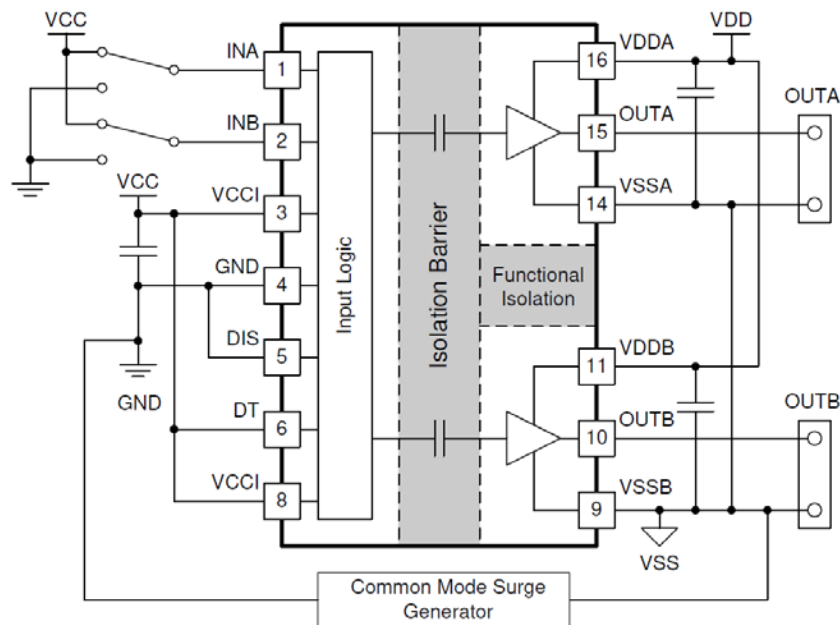 VCC
VDD
INA
1
16
VDDA
OUTA
INB
2
15
OUTA
VCC
VCCI
3
14
VSSA
GND
4
Input Logic
Isolation Barrier
Functional
Isolation
DIS
5
GND
11
VDDB
DT
6
10
OUTB
OUTB
VCCI
8
9
VSSB
VSS
Common Mode Surge
Generator